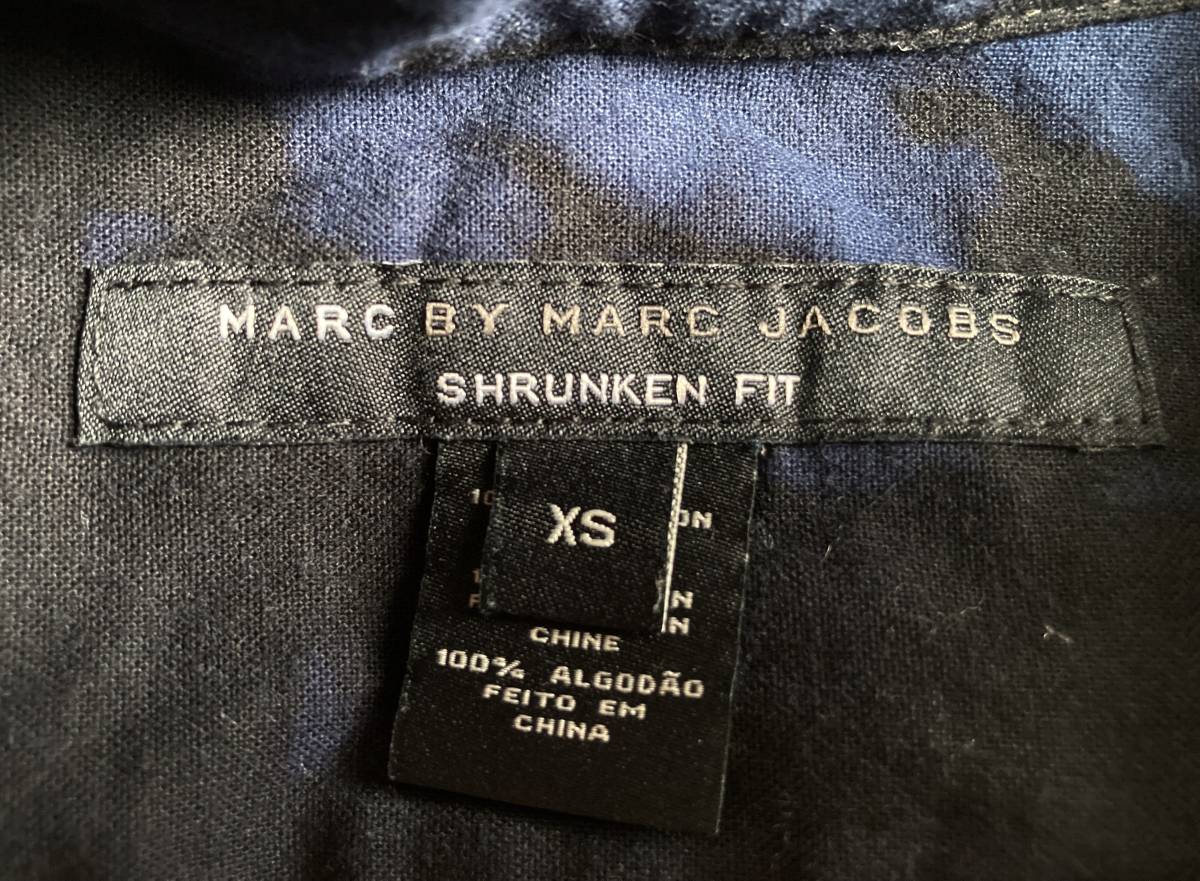 MARC BY MARC JACOBS
SHRUNKEN FIT
XS
CHINE
100% ALGODÃO
FEITO EM
CHINA